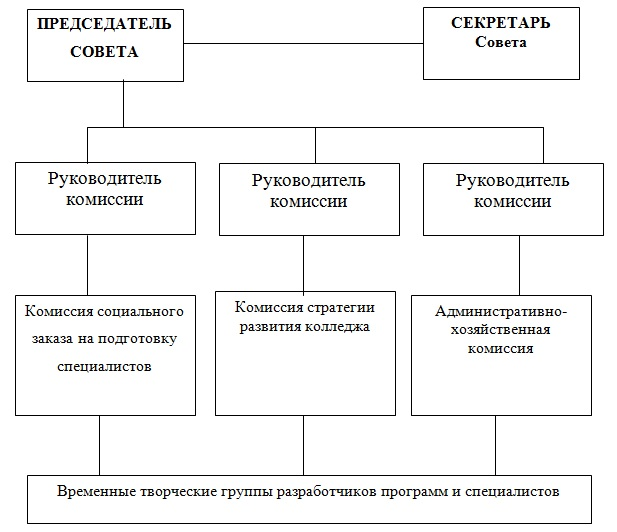 ПРЕДСЕДАТЕЛЬ
СОВЕТА
СЕКРЕТАРЬ
Совета
Руководитель
комиссии
Руководитель
комиссии
Руководитель
комиссии
Комиссия социального
заказа на подготовку
специалистов
Комиссия стратегии
развития колледжа
Административно-
хозяйственная
комиссия
Временные творческие группы разработчиков программ и специалистов